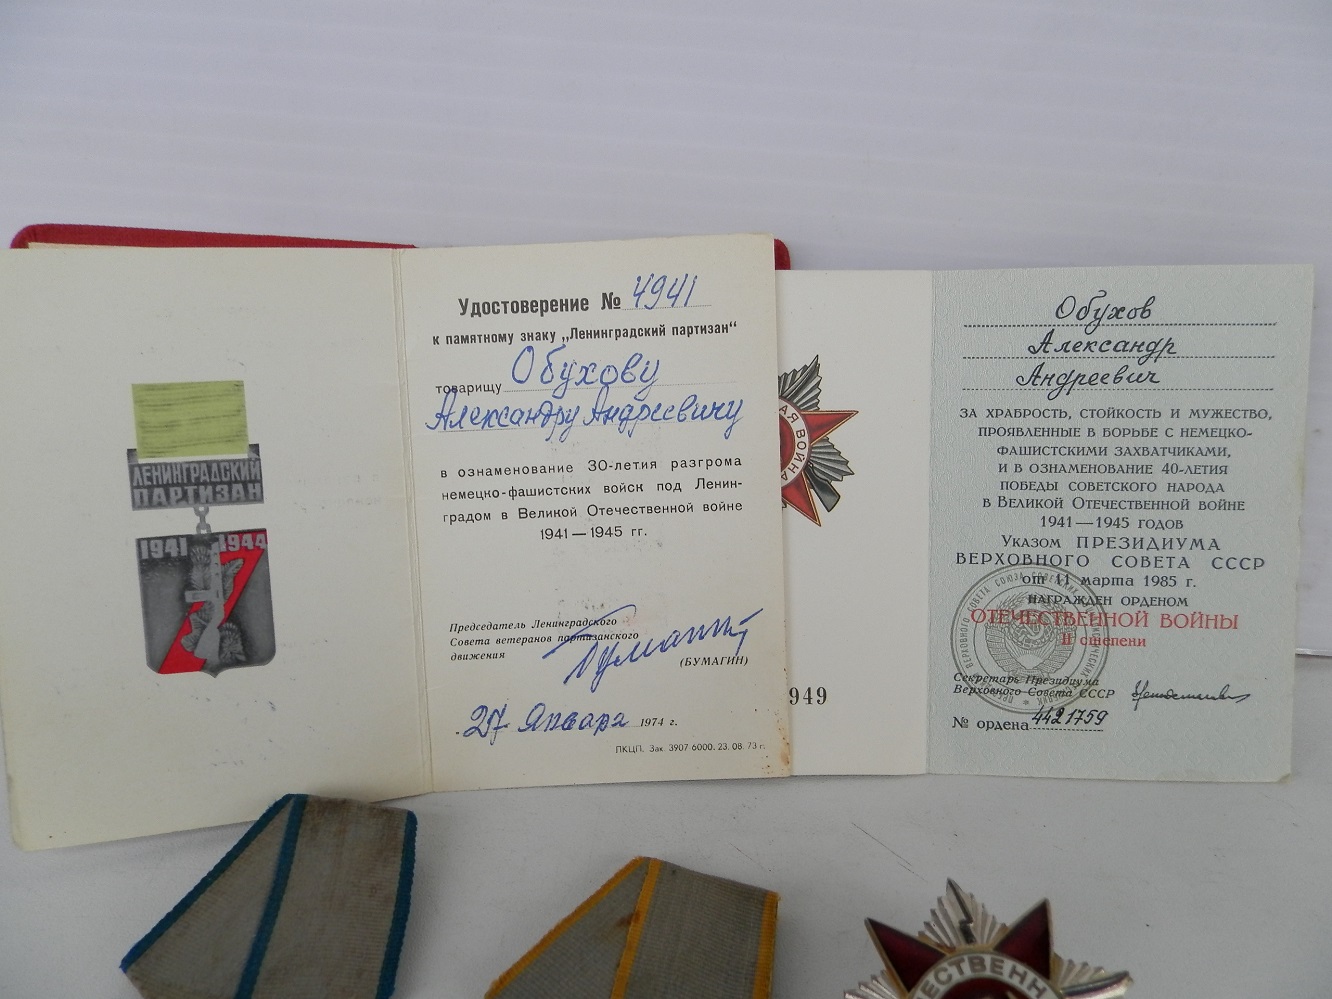 ЛЕНИНГРАДСКИЙ
ПАРТИЗАН
1941 1944
Удостоверение № 4941
к памятному знаку „Ленинградский партизан“
товарищу Обухову
Александру Андреевичу
в ознаменование 30-летия разгрома
немецко-фашистских войск под Ленин-
градом в Великой Отечественной войне
1941—1945 гг.
Председатель Ленинградского
Совета ветеранов партизанского
движения
(БУМАГИН)
27 Января 1974 г.
ПКЦП. Зак. 3907-6000. 23. 08. 73 г.
АЯ ВОЙНА
949
Обухов
Александр
Андреевич
ЗА ХРАБРОСТЬ, СТОЙКОСТЬ И МУЖЕСТВО,
ПРОЯВЛЕННЫЕ В БОРЬБЕ С НЕМЕЦКО-
ФАШИСТСКИМИ ЗАХВАТЧИКАМИ,
И В ОЗНАМЕНОВАНИЕ 40-ЛЕТИЯ
ПОБЕДЫ СОВЕТСКОГО НАРОДА
В ВЕЛИКОЙ ОТЕЧЕСТВЕННОЙ ВОЙНЕ
1941—1945 ГОДОВ
УКАЗОМ ПРЕЗИДИУМА
ВЕРХОВНОГО СОВЕТА СССР
от 11 марта 1985 г.
НАГРАЖДЕН ОРДЕНОМ
ОТЕЧЕСТВЕННОЙ ВОЙНЫ
II степени
Секретарь Президиума
Верховного Совета СССР
№ ордена 4421759
ЧЕСТВЕНН